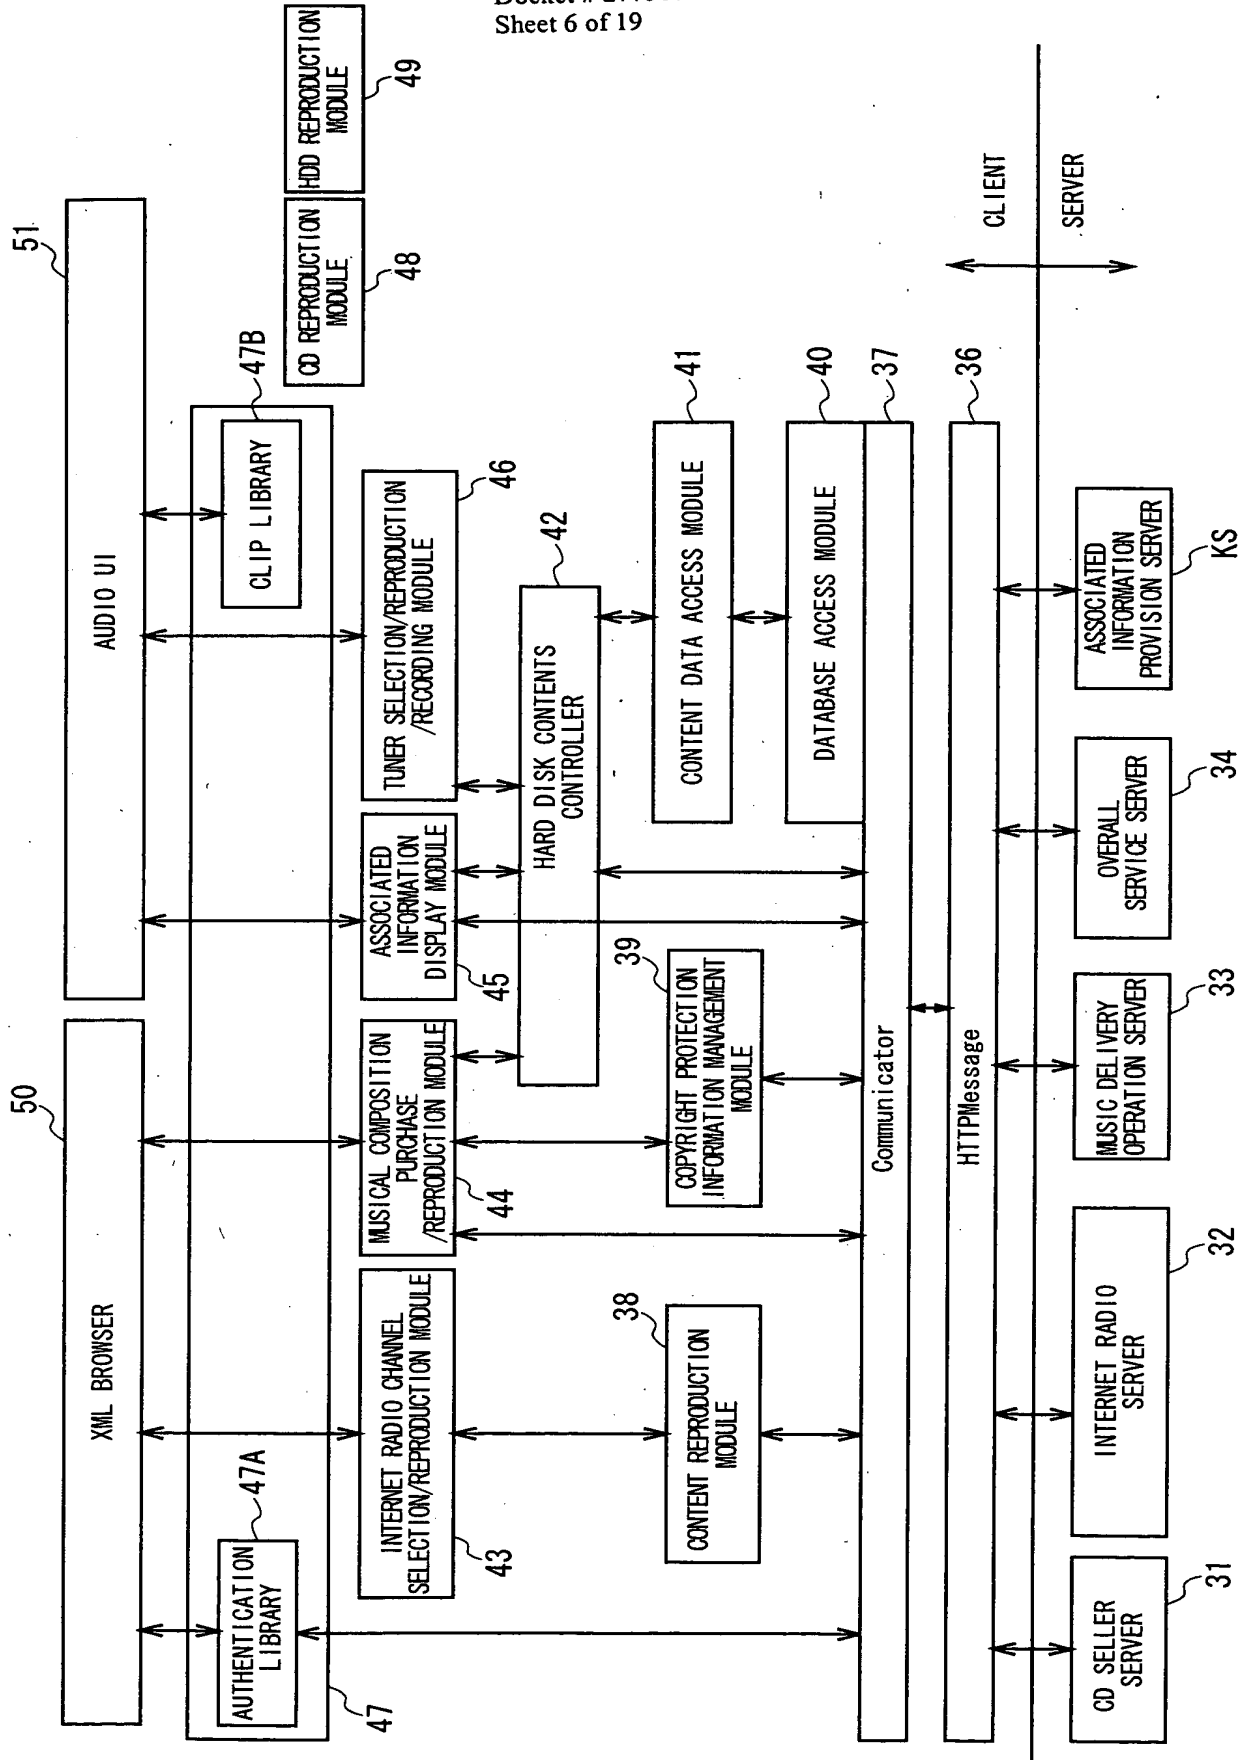 Sheet 6 of 19
50
51
XML BROWSER
AUDIO UI
47A
47B
AUTHENTICATION
LIBRARY
CLIP LIBRARY
47
CD REPRODUCTION
MODULE
48
HDD REPRODUCTION
MODULE
49
INTERNET RADIO CHANNEL
SELECTION/REPRODUCTION MODULE
43
MUSICAL COMPOSITION
PURCHASE
/REPRODUCTION MODULE
44
ASSOCIATED
INFORMATION
DISPLAY MODULE
45
TUNER SELECTION/REPRODUCTION
/RECORDING MODULE
46
HARD DISK CONTENTS
CONTROLLER
42
38
CONTENT REPRODUCTION
MODULE
39
COPYRIGHT PROTECTION
INFORMATION MANAGEMENT
MODULE
CONTENT DATA ACCESS MODULE
41
DATABASE ACCESS MODULE
40
Communicator
37
HTTPMessage
36
CLIENT
SERVER
CD SELLER
SERVER
31
INTERNET RADIO
SERVER
32
MUSIC DELIVERY
OPERATION SERVER
33
OVERALL
SERVICE SERVER
34
ASSOCIATED
INFORMATION
PROVISION SERVER
KS